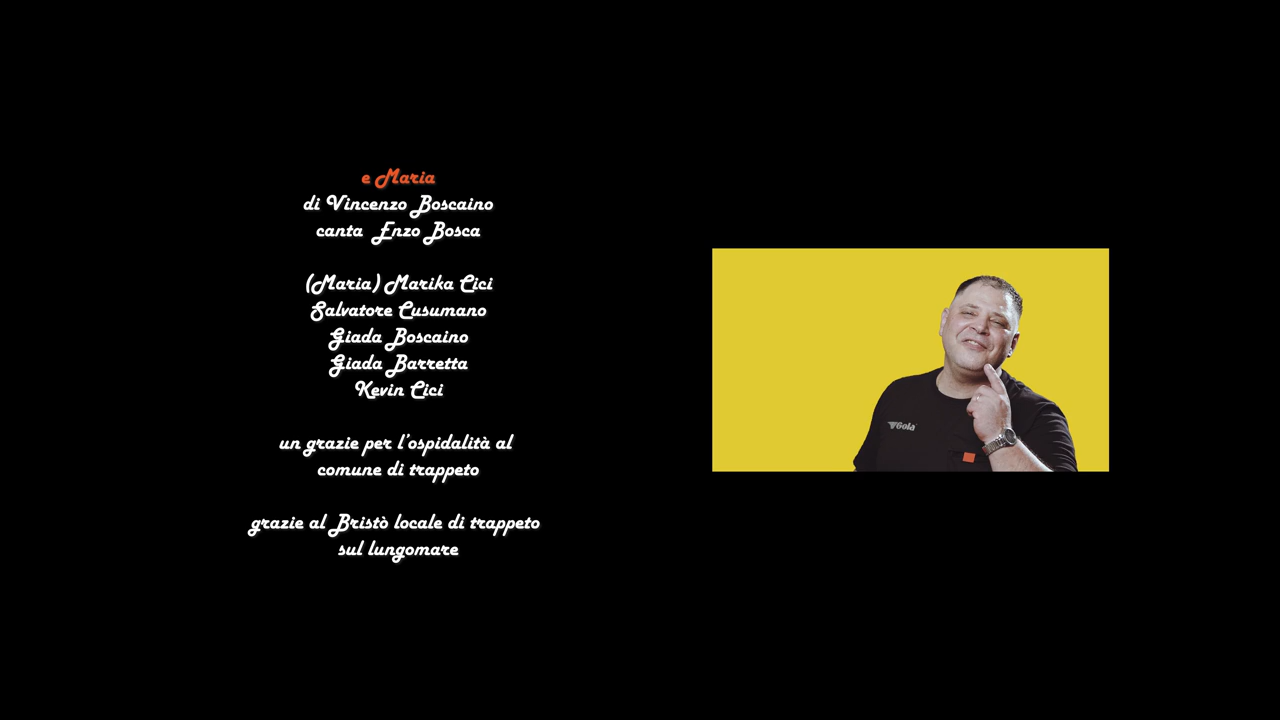 e Maria
di Vincenzo Boscaino
canta Enzo Bosca
(Maria) Marika Cici
Salvatore Cusumano
Giada Boscaino
Giada Barretta
Kevin Cici
un grazie per l'ospidalità al
comune di trappeto
grazie al Bristò locale di trappeto
sul lungomare
Gola